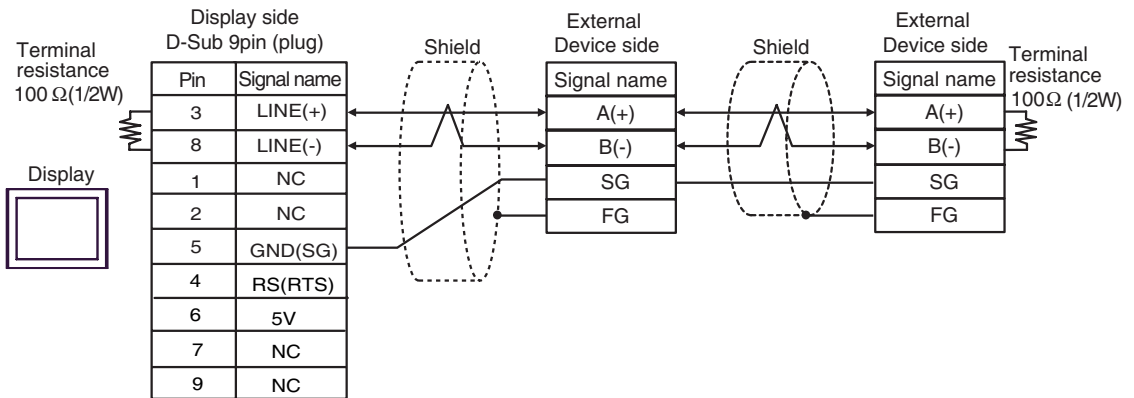 Display side
D-Sub 9pin (plug)
Terminal
resistance
100 Ω(1/2W)
Pin Signal name
3 LINE(+)
8 LINE(-)
1 NC
2 NC
5 GND(SG)
4 RS(RTS)
6 5V
7 NC
9 NC
Display
Shield
External
Device side
Signal name
A(+)
B(-)
SG
FG
Shield
External
Device side
Signal name
A(+)
B(-)
SG
FG
Terminal
resistance
100Ω (1/2W)